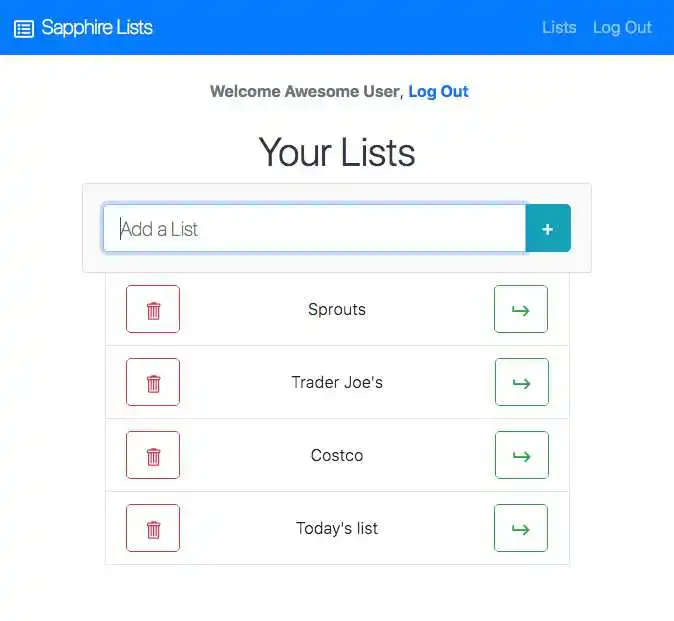 Sapphire Lists Lists Log Out
Welcome Awesome User, Log Out
Your Lists
Add a List +
Sprouts
Trader Joe's
Costco
Today's list